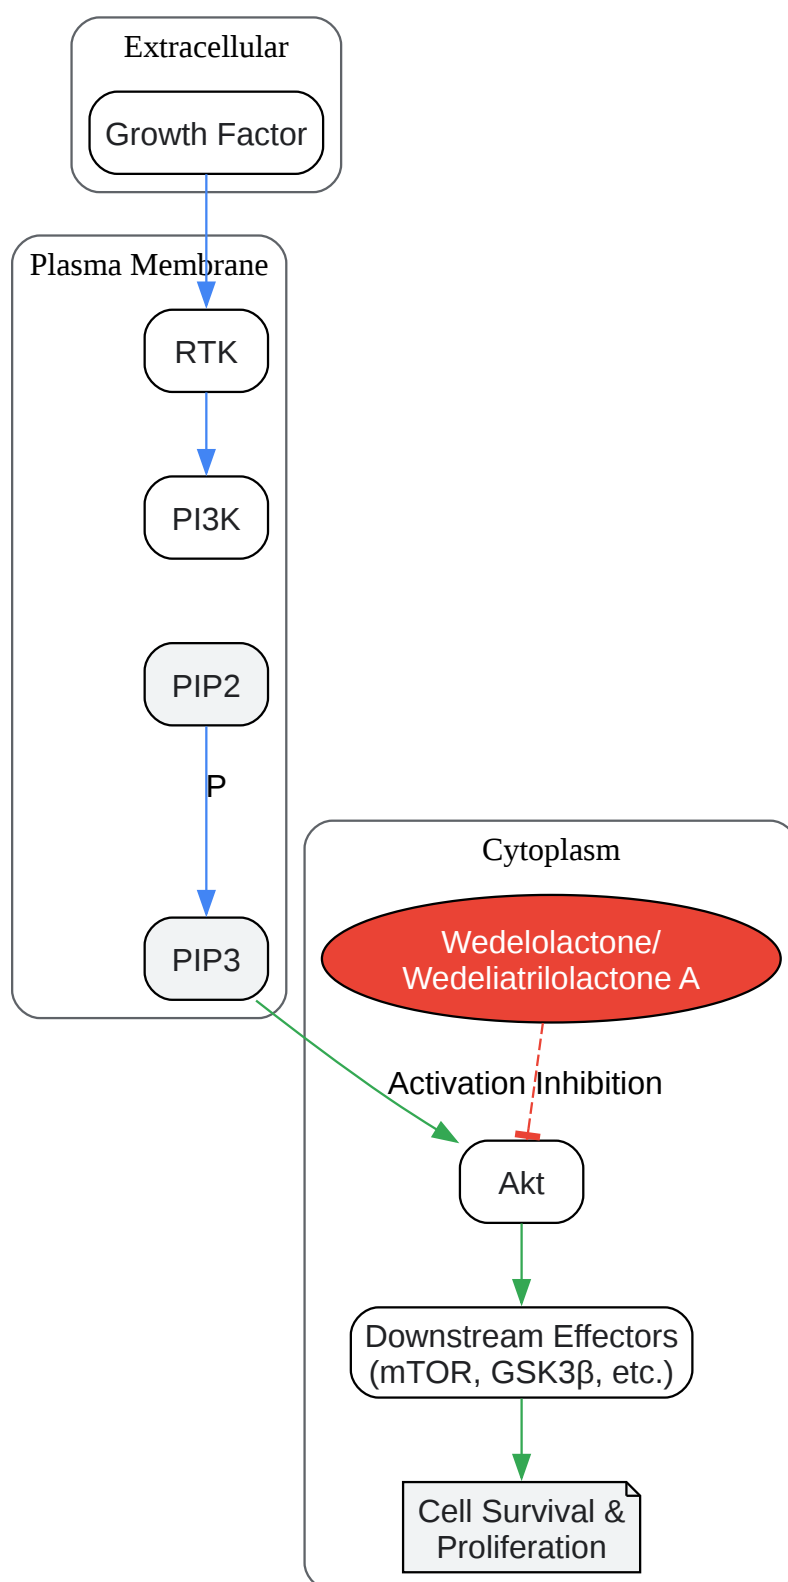 Extracellular
Growth Factor
Plasma Membrane
RTK
PI3K
PIP2
P
Cytoplasm
Wedelolactone/
Wedeliatrilolactone A
PIP3
Activation
Inhibition
Akt
Downstream Effectors
(mTOR, GSK3β, etc.)
Cell Survival &
Proliferation